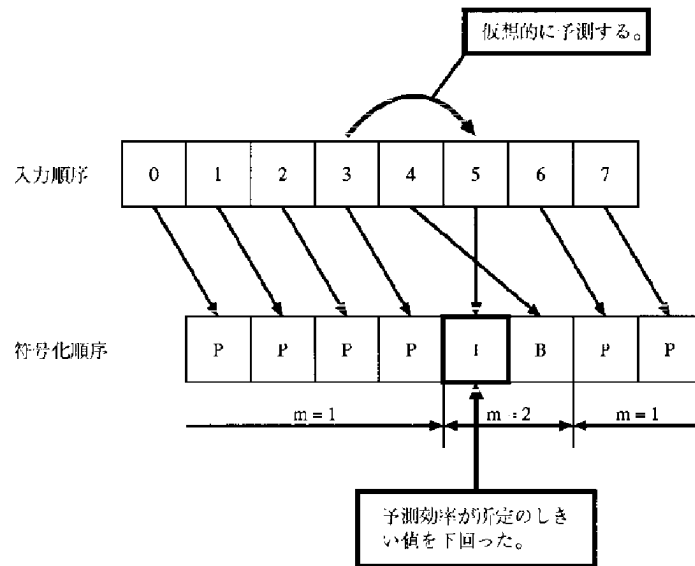 仮想的に予測する。
入力順序 0 1 2 3 4 5 6 7
符号化順序 P P P P I B P P
m = 1 m = 2 m = 1
予測効率が所定のしき
い値を下回った。